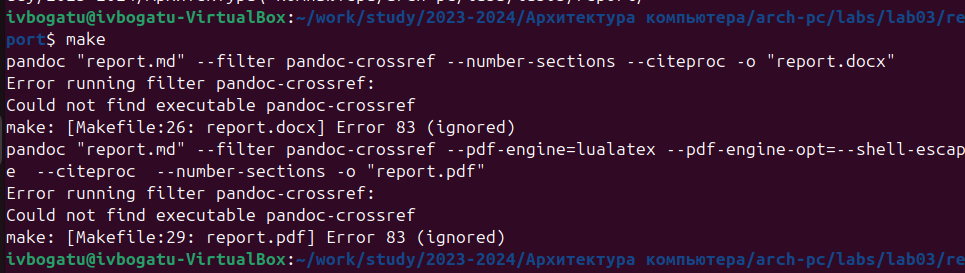 ivbogatu@ivbogatu-VirtualBox:~/work/study/2023-2024/Архитектура компьютера/arch-pc/labs/lab03/re
port$ make
pandoc "report.md" --filter pandoc-crossref --number-sections --citeproc -o "report.docx"
Error running filter pandoc-crossref:
Could not find executable pandoc-crossref
make: [Makefile:26: report.docx] Error 83 (ignored)
pandoc "report.md" --filter pandoc-crossref --pdf-engine=lualatex --pdf-engine-opt=--shell-escap
e  --citeproc  --number-sections -o "report.pdf"
Error running filter pandoc-crossref:
Could not find executable pandoc-crossref
make: [Makefile:29: report.pdf] Error 83 (ignored)
ivbogatu@ivbogatu-VirtualBox:~/work/study/2023-2024/Архитектура компьютера/arch-pc/labs/lab03/re